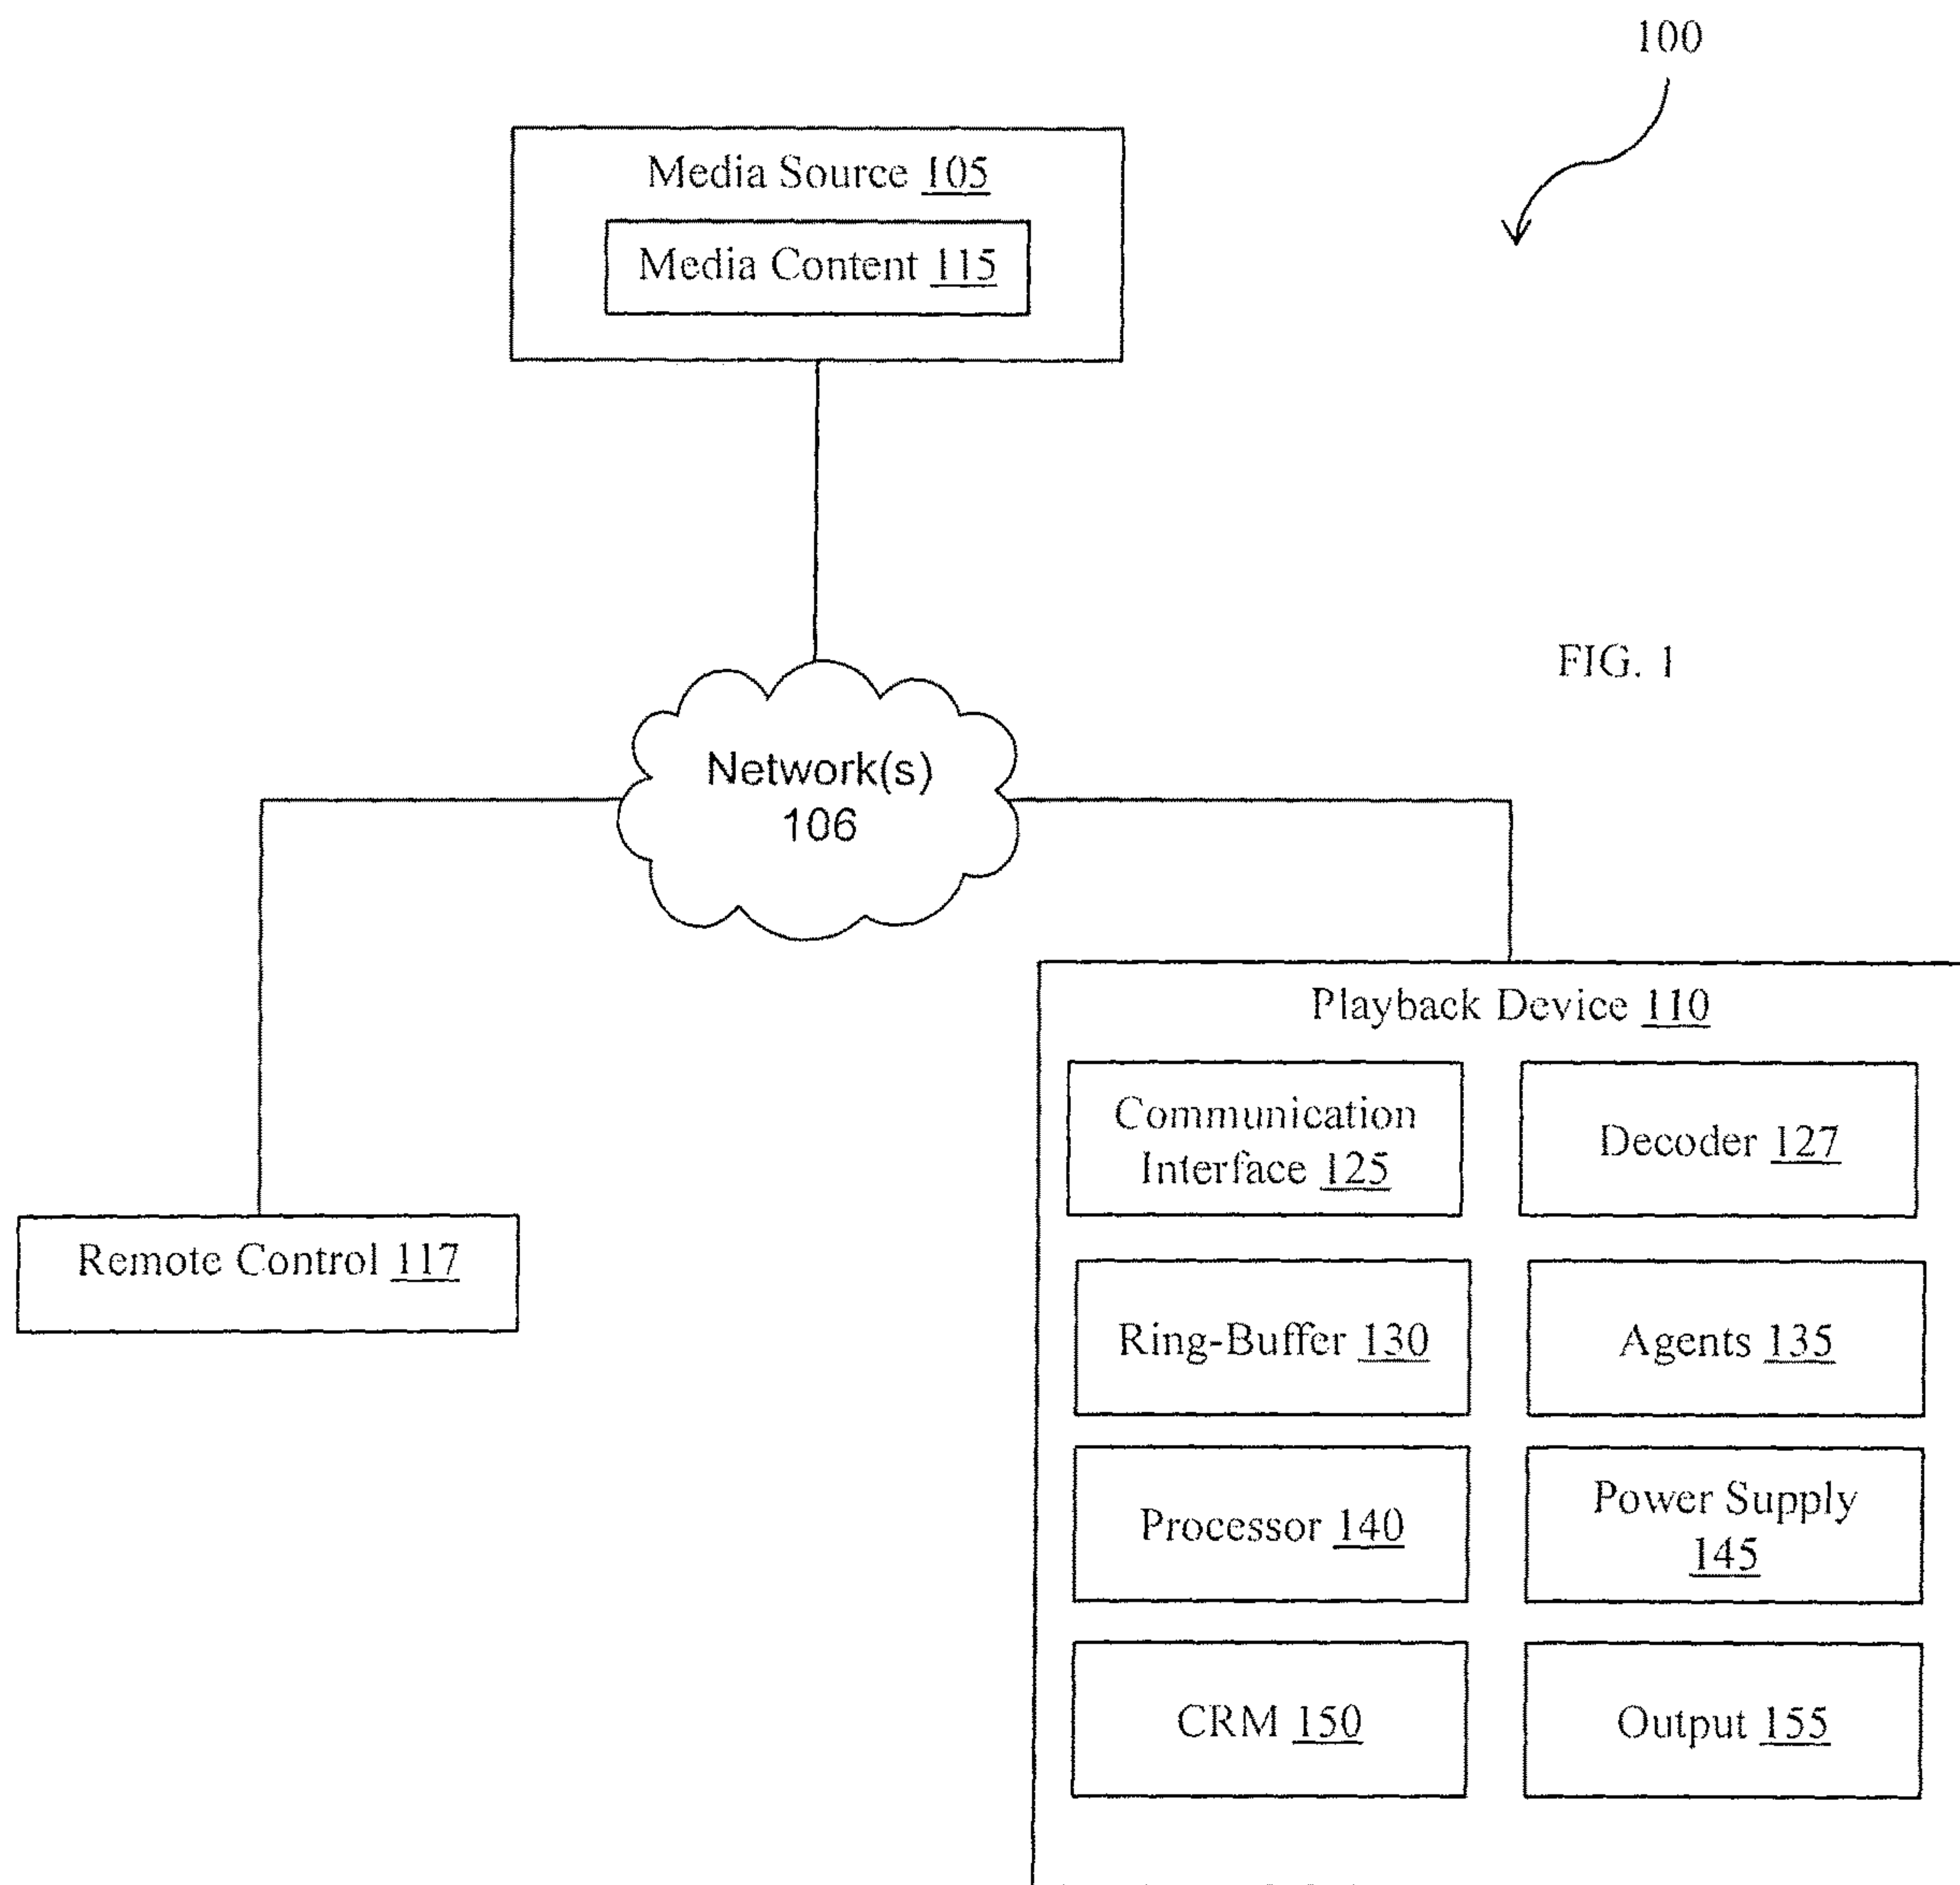 100
Media Source 105
Media Content 115
FIG. 1
Network(s)
106
Playback Device 110
Communication
Interface 125
Decoder 127
Remote Control 117
Ring-Buffer 130
Agents 135
Processor 140
Power Supply
145
CRM 150
Output 155